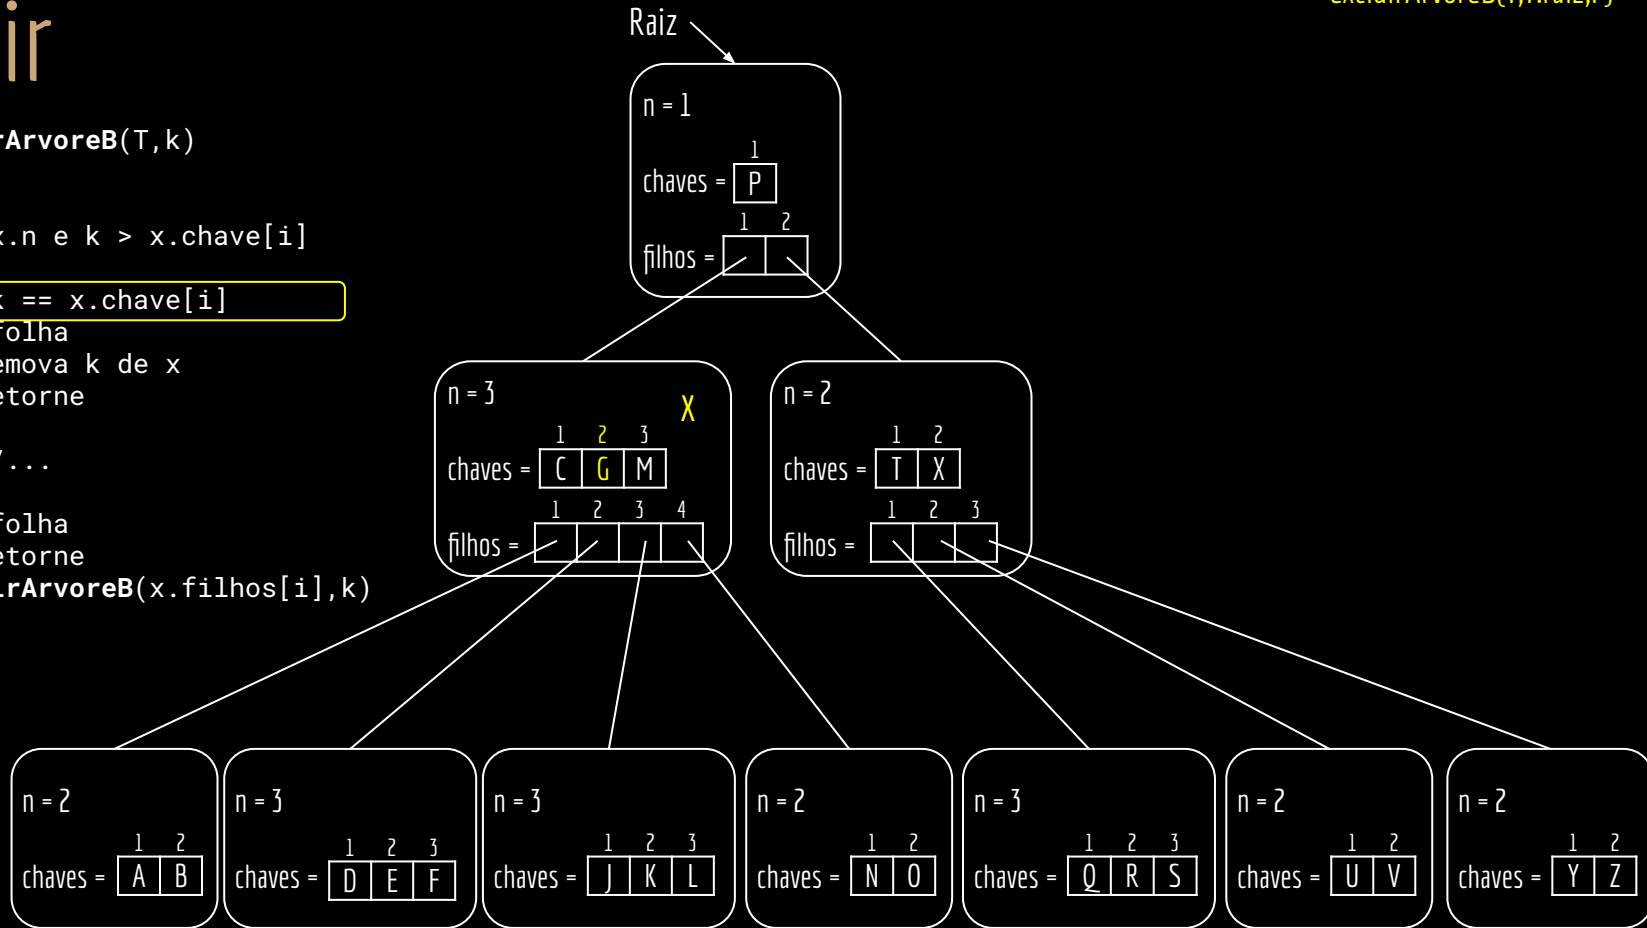 ir
Raiz
rArvoreB(T,k)
x.n e k > x.chave[i]
k == x.chave[i]
folha
emova k de x
etorne
y...
folha
etorne
irArvoreB(x.filhos[i],k)
n = 1
1
chaves = P
1 2
filhos =
n = 3
X
1 2 3
chaves = C G M
1 2 3 4
filhos =
n = 2
1 2
chaves = T X
1 2 3
filhos =
n = 2
1 2
chaves = A B
n = 3
1 2 3
chaves = D E F
n = 3
1 2 3
chaves = J K L
n = 2
1 2
chaves = N O
n = 3
1 2 3
chaves = Q R S
n = 2
1 2
chaves = U V
n = 2
1 2
chaves = Y Z